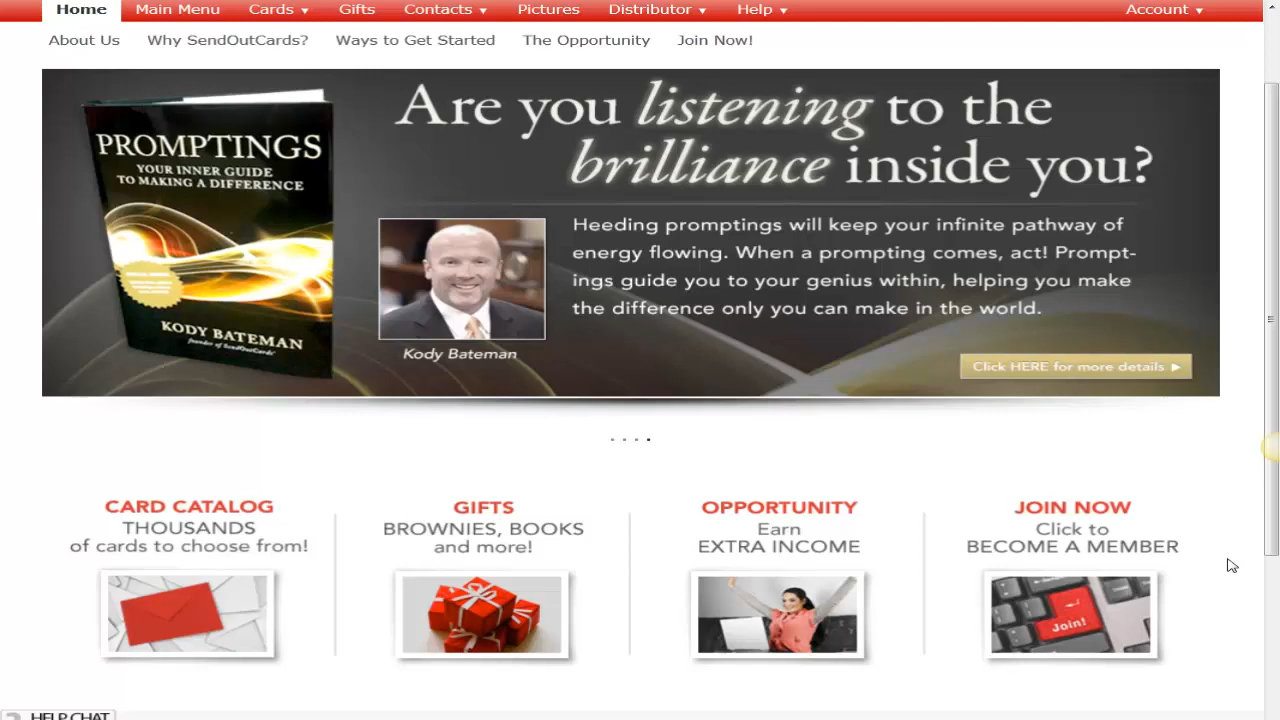 Home Main Menu Cards ▼ Gifts Contacts ▼ Pictures Distributor ▼ Help ▼ Account ▼
About Us Why SendOutCards? Ways to Get Started The Opportunity Join Now!
PROMPTINGS
YOUR INNER GUIDE
TO MAKING A DIFFERENCE
KODY BATEMAN
founder of SendOutCards
Are you listening to the
brilliance inside you?
Heeding promptings will keep your infinite pathway of
energy flowing. When a prompting comes, act! Prompt-
ings guide you to your genius within, helping you make
the difference only you can make in the world.
Kody Bateman
Click HERE for more details ▶
CARD CATALOG
THOUSANDS
of cards to choose from!
GIFTS
BROWNIES, BOOKS
and more!
OPPORTUNITY
Earn
EXTRA INCOME
JOIN NOW
Click to
BECOME A MEMBER
Join!
HELP CHAT